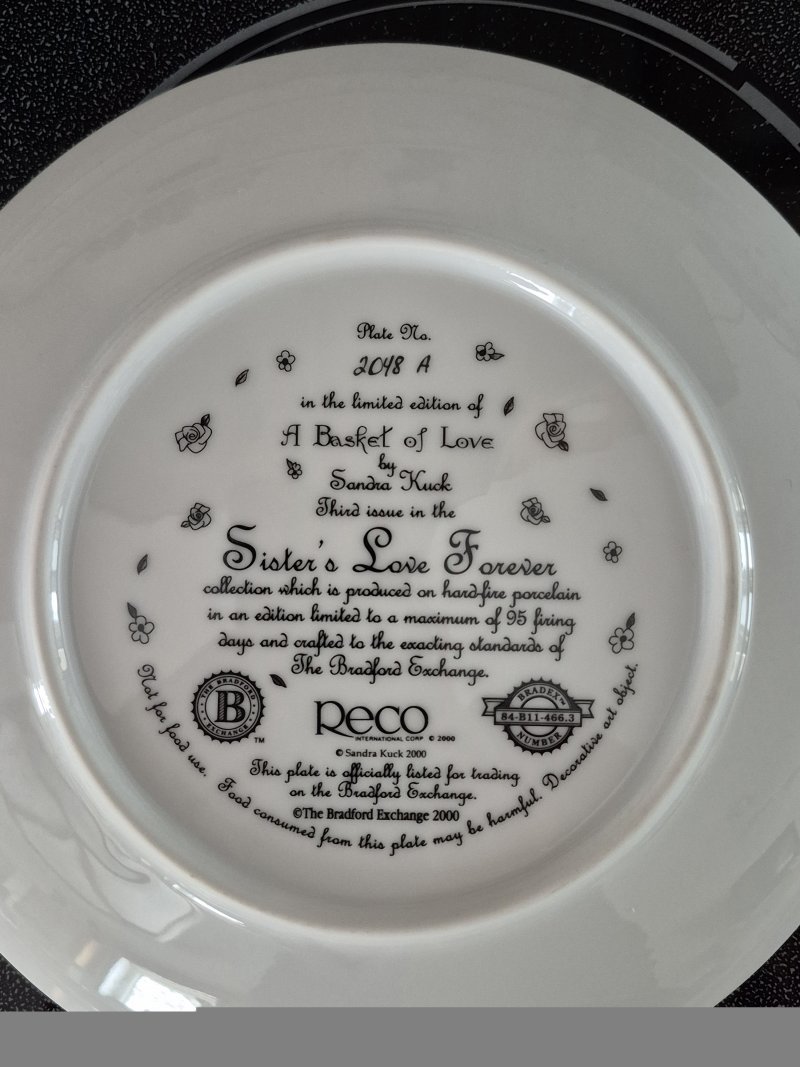 Plate No.
2048 A
in the limited edition of
A Basket of Love
by
Sandra Kuck
Third issue in the
Sister's Love Forever
collection which is produced on hard-fire porcelain
in an edition limited to a maximum of 95 firing
days and crafted to the exacting standards of
The Bradford Exchange.
THE BRADFORD
B
EXCHANGE
TM
Reco
INTERNATIONAL CORP © 2000
BRADEX™
84-B11-466.3
NUMBER
© Sandra Kuck 2000
This plate is officially listed for trading
on the Bradford Exchange.
©The Bradford Exchange 2000
Not for food use. Food consumed from this plate may be harmful. Decorative art object.